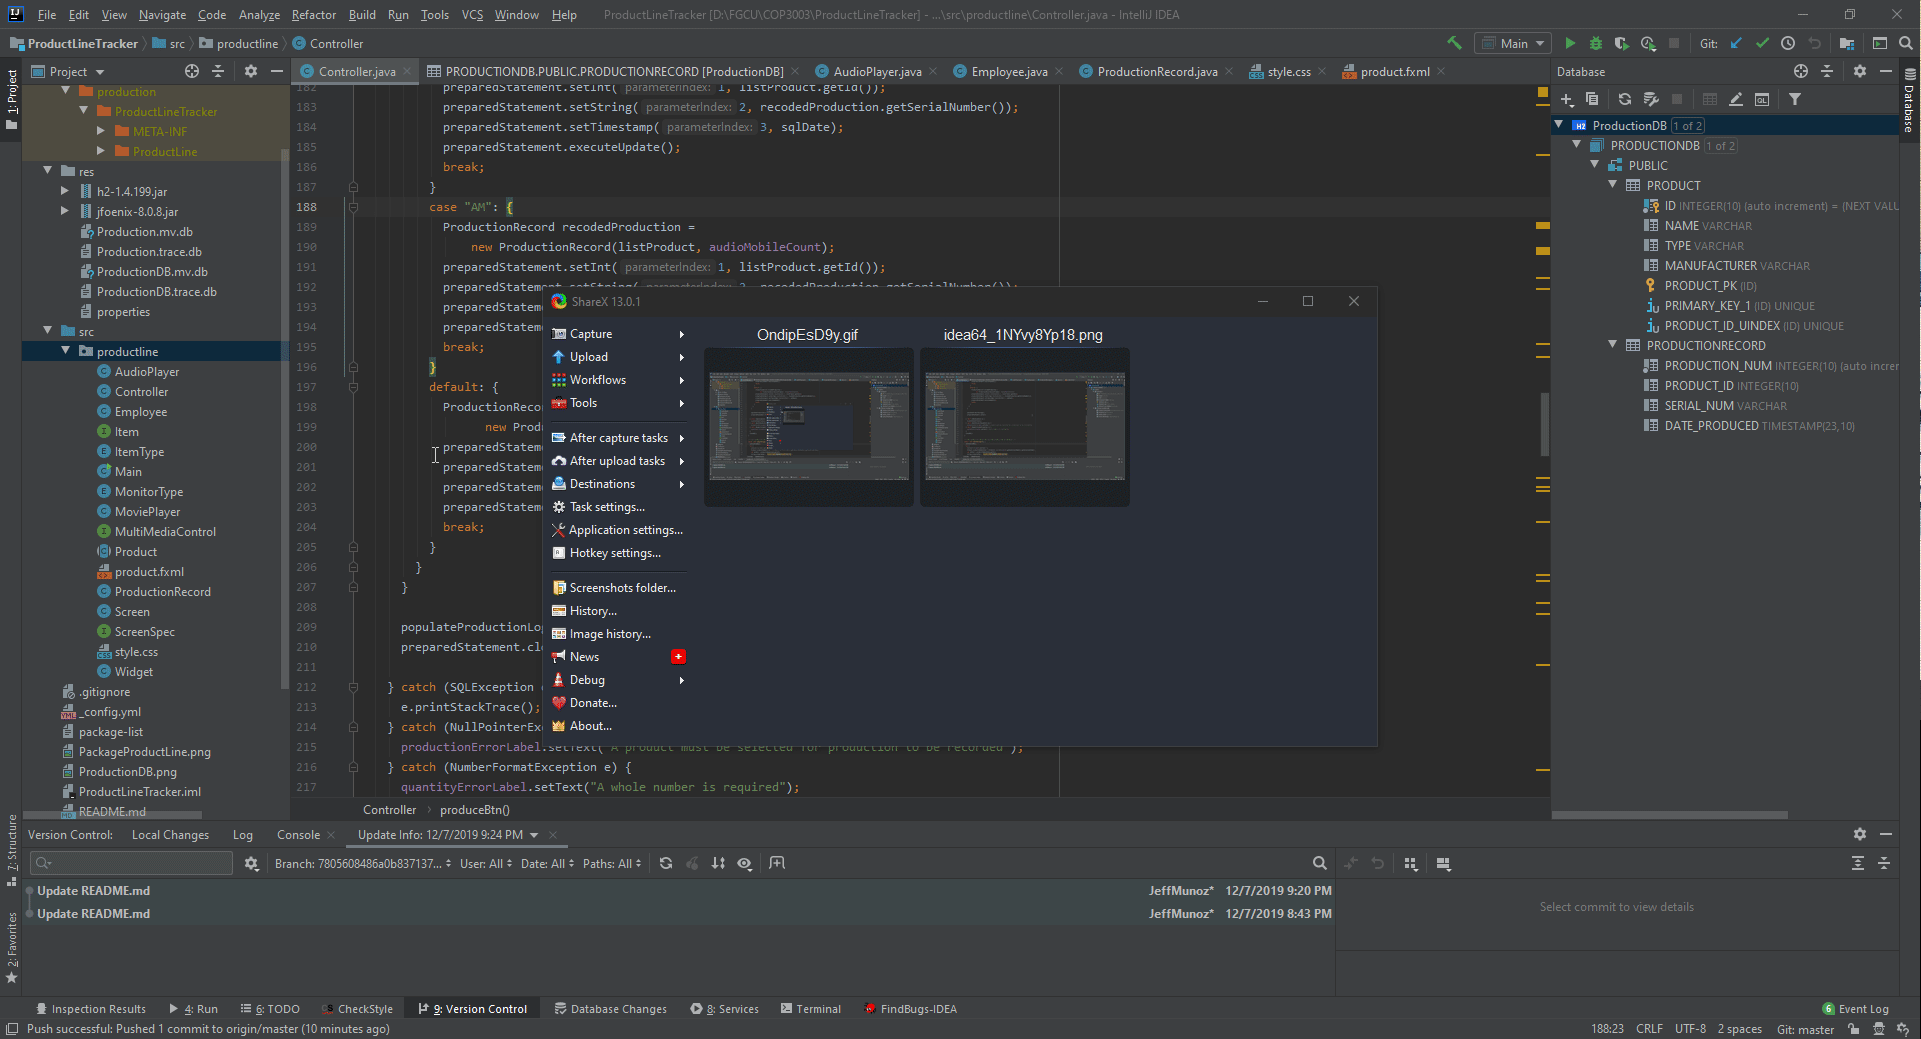 File Edit View Navigate Code Analyze Refactor Build Run Tools VCS Window Help ProductLineTracker [D:\FGCU\COP3003\ProductLineTracker] - ...\src\productline\Controller.java - IntelliJ IDEA
ProductLineTracker src productline Controller Main Git:
1: Project
Project
production
ProductLineTracker
META-INF
ProductLine
res
h2-1.4.199.jar
jfoenix-8.0.8.jar
Production.mv.db
Production.trace.db
ProductionDB.mv.db
ProductionDB.trace.db
properties
src
productline
AudioPlayer
Controller
Employee
Item
ItemType
Main
MonitorType
MoviePlayer
MultiMediaControl
Product
product.fxml
ProductionRecord
Screen
ScreenSpec
style.css
Widget
.gitignore
_config.yml
package-list
PackageProductLine.png
ProductionDB.png
ProductLineTracker.iml
README.md
Controller.java PRODUCTIONDB.PUBLIC.PRODUCTIONRECORD [ProductionDB] AudioPlayer.java Employee.java ProductionRecord.java style.css product.fxml
182 preparedStatement.setInt( parameterIndex: 1, listProduct.getId());
183 preparedStatement.setString( parameterIndex: 2, recodedProduction.getSerialNumber());
184 preparedStatement.setTimestamp( parameterIndex: 3, sqlDate);
185 preparedStatement.executeUpdate();
186 break;
187 }
188 case "AM": {
189 ProductionRecord recodedProduction =
190 new ProductionRecord(listProduct, audioMobileCount);
191 preparedStatement.setInt( parameterIndex: 1, listProduct.getId());
192 preparedStatement.setString( parameterIndex: 2, recodedProduction.getSerialNumber());
193 preparedStatem
194 preparedStatem
195 break;
196 }
197 default: {
198 ProductionRecor
199 new Produ
200 preparedStatem
201 preparedStatem
202 preparedStatem
203 preparedStatem
204 break;
205 }
206 }
207 }
208
209 populateProductionLo
210 preparedStatement.cl
211
212 } catch (SQLException
213 e.printStackTrace();
214 } catch (NullPointerEx
215 productionErrorLabel.setText("A product must be selected for production to be recorded");
216 } catch (NumberFormatException e) {
217 quantityErrorLabel.setText("A whole number is required");
Controller produceBtn()
ShareX 13.0.1
Capture
Upload
Workflows
Tools
After capture tasks
After upload tasks
Destinations
Task settings...
Application settings...
Hotkey settings...
Screenshots folder...
History...
Image history...
News
Debug
Donate...
About...
OndipEsD9y.gif idea64_1NYvy8Yp18.png
Database
Database
ProductionDB 1 of 2
PRODUCTIONDB 1 of 2
PUBLIC
PRODUCT
ID INTEGER(10) (auto increment) = (NEXT VALU
NAME VARCHAR
TYPE VARCHAR
MANUFACTURER VARCHAR
PRODUCT_PK (ID)
PRIMARY_KEY_1 (ID) UNIQUE
PRODUCT_ID_UINDEX (ID) UNIQUE
PRODUCTIONRECORD
PRODUCTION_NUM INTEGER(10) (auto increr
PRODUCT_ID INTEGER(10)
SERIAL_NUM VARCHAR
DATE_PRODUCED TIMESTAMP(23,10)
7: Structure
2: Favorites
Version Control: Local Changes Log Console Update Info: 12/7/2019 9:24 PM
Branch: 7805608486a0b837137... User: All Date: All Paths: All
Update README.md JeffMunoz* 12/7/2019 9:20 PM
Update README.md JeffMunoz* 12/7/2019 8:43 PM
Select commit to view details
Inspection Results 4: Run 6: TODO CheckStyle 9: Version Control Database Changes 8: Services Terminal FindBugs-IDEA 6 Event Log
Push successful: Pushed 1 commit to origin/master (10 minutes ago) 188:23 CRLF UTF-8 2 spaces Git: master